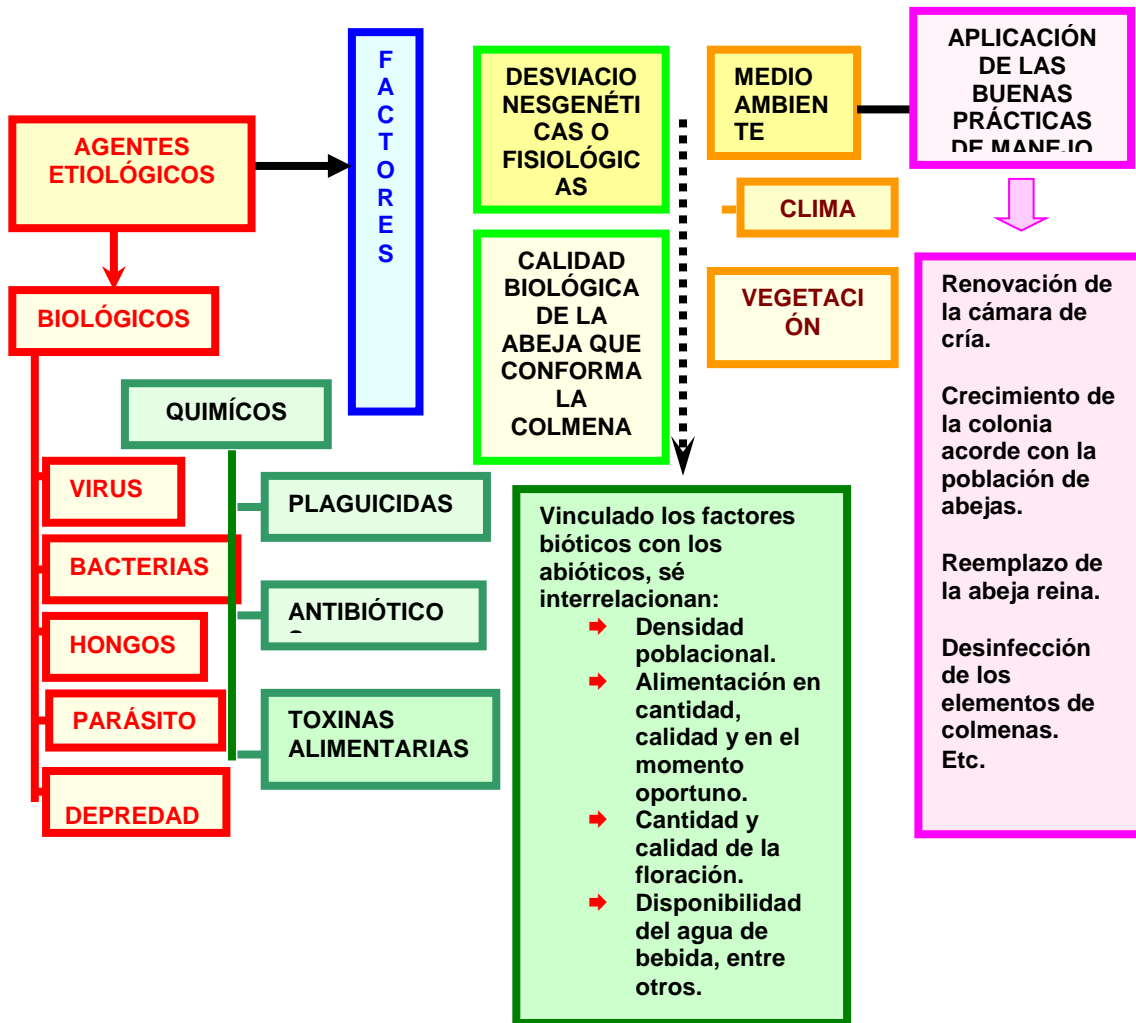 AGENTES
ETIOLÓGICOS
BIOLÓGICOS
VIRUS
BACTERIAS
HONGOS
PARÁSITO
DEPREDAD
QUIMÍCOS
PLAGUICIDAS
ANTIBIÓTICO
TOXINAS
ALIMENTARIAS
F
A
C
T
O
R
E
S
DESVIACIO
NESGENÉTI
CAS O
FISIOLÓGIC
AS
CALIDAD
BIOLÓGICA
DE LA
ABEJA QUE
CONFORMA
LA
COLMENA
Vinculado los factores
bióticos con los
abióticos, sé
interrelacionan:
Densidad
poblacional.
Alimentación en
cantidad,
calidad y en el
momento
oportuno.
Cantidad y
calidad de la
floración.
Disponibilidad
del agua de
bebida, entre
otros.
MEDIO
AMBIEN
TE
CLIMA
VEGETACI
ÓN
APLICACIÓN
DE LAS
BUENAS
PRÁCTICAS
DE MANEJO
Renovación de
la cámara de
cría.
Crecimiento de
la colonia
acorde con la
población de
abejas.
Reemplazo de
la abeja reina.
Desinfección
de los
elementos de
colmenas.
Etc.